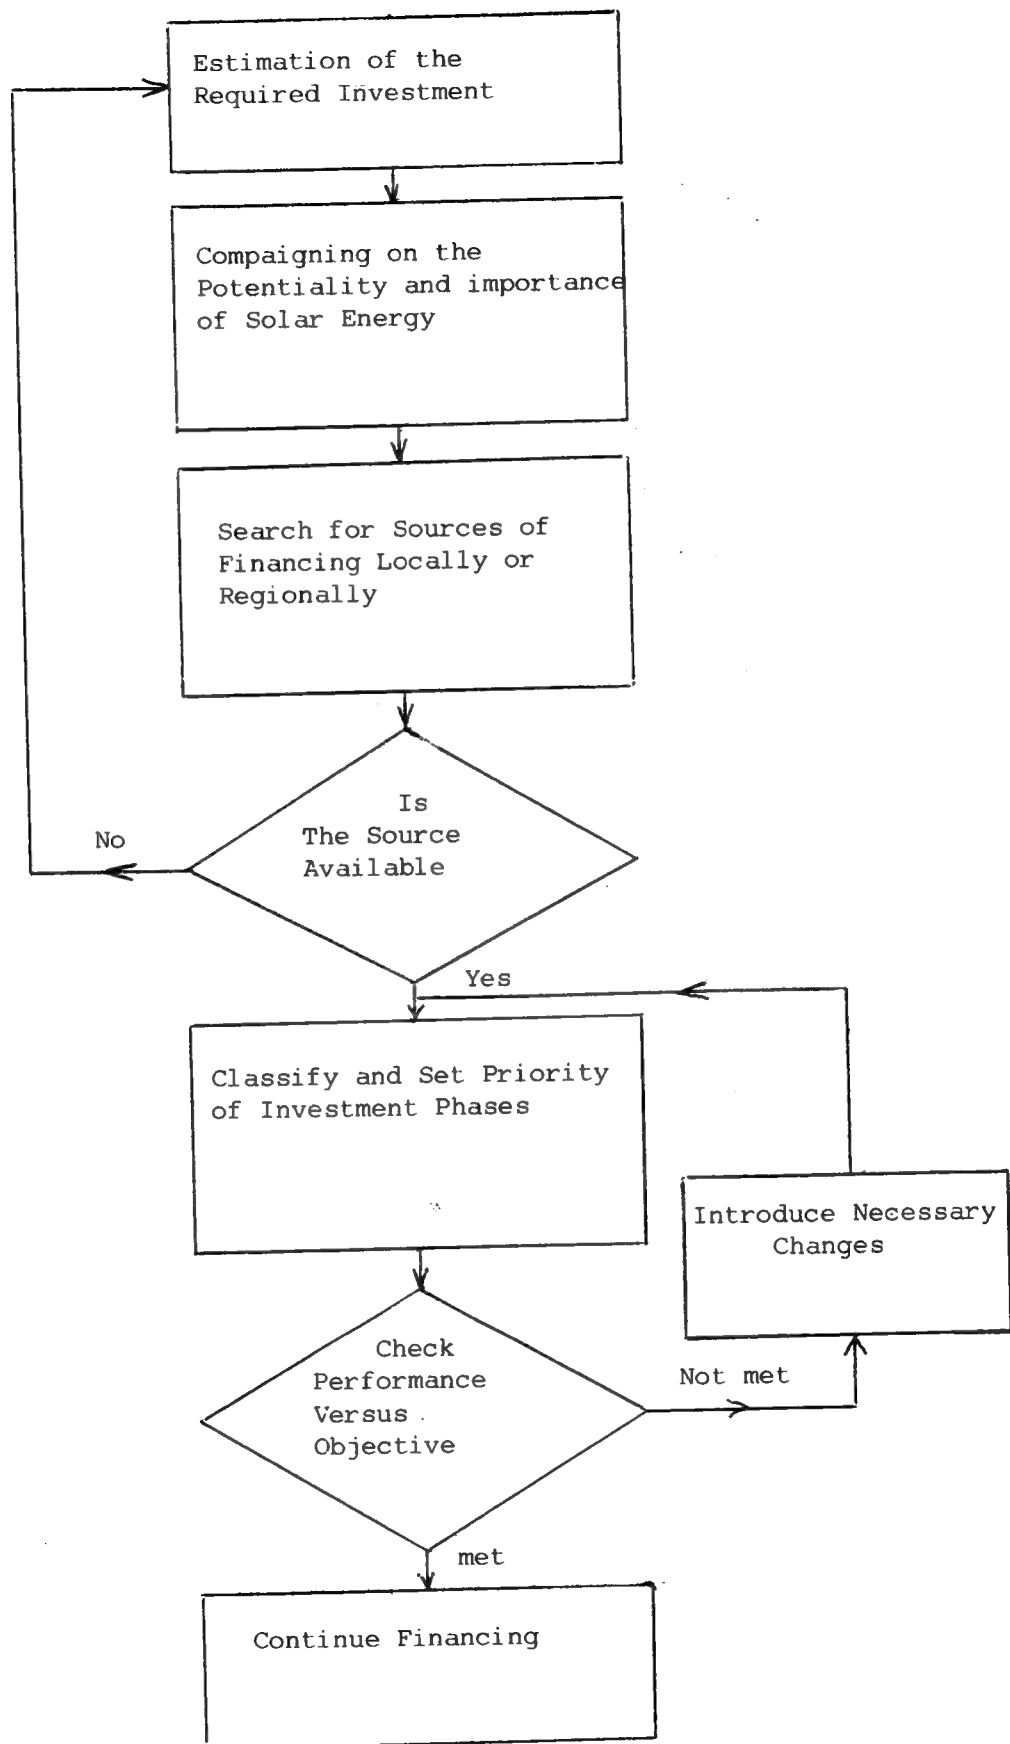 Estimation of the
Required Investment
Compaigning on the
Potentiality and importance
of Solar Energy
Search for Sources of
Financing Locally or
Regionally
Is
The Source
Available
No
Yes
Classify and Set Priority
of Investment Phases
Introduce Necessary
Changes
Check
Performance
Versus
Objective
Not met
met
Continue Financing